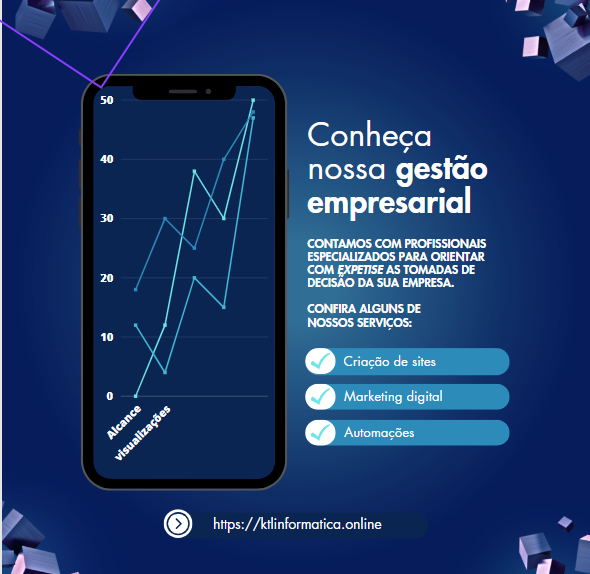 50
40
30
20
10
0
Alcance
visualizações
Conheça
nossa gestão
empresarial
CONTAMOS COM PROFISSIONAIS
ESPECIALIZADOS PARA ORIENTAR
COM EXPETISE AS TOMADAS DE
DECISÃO DA SUA EMPRESA.
CONFIRA ALGUNS DE
NOSSOS SERVIÇOS:
Criação de sites
Marketing digital
Automações
https://ktlinformatica.online